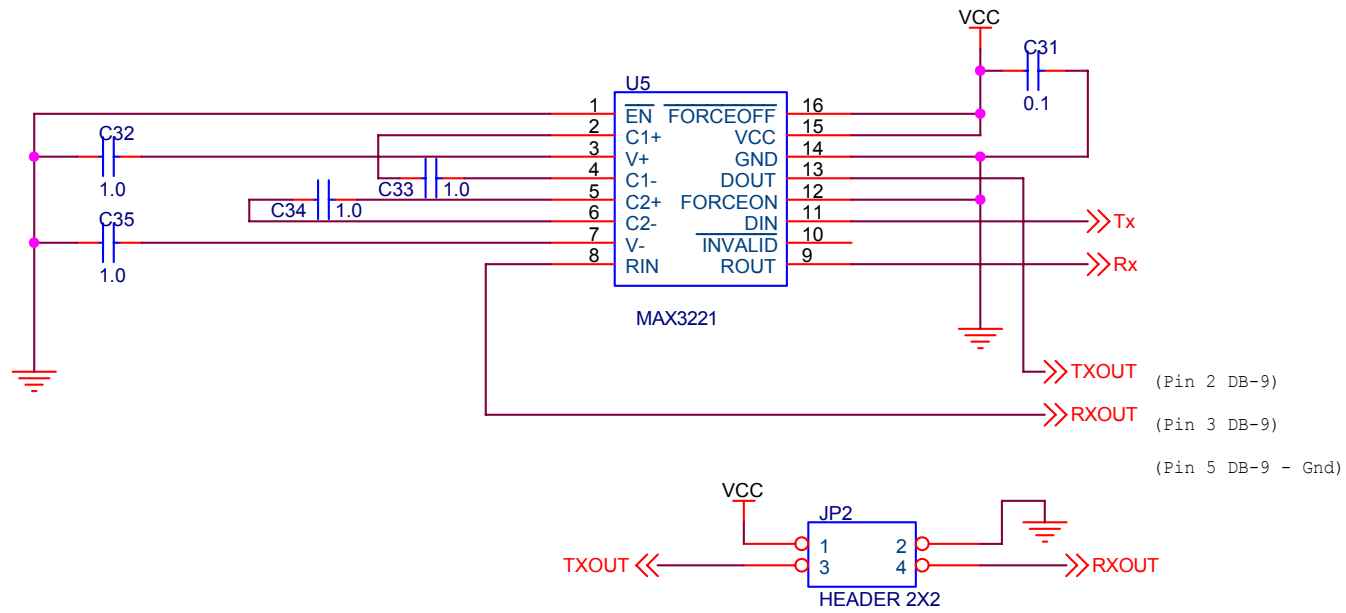 VCC
C31
0.1
U5
1 EN FORCEOFF 16
2 C1+ VCC 15
3 V+ GND 14
4 C1- DOUT 13
5 C2+ FORCEON 12
6 C2- DIN 11
7 V- INVALID 10
8 RIN ROUT 9
C32
1.0
C33 1.0
C34 1.0
C35
1.0
Tx
Rx
MAX3221
TXOUT (Pin 2 DB-9)
RXOUT (Pin 3 DB-9)
(Pin 5 DB-9 - Gnd)
VCC
JP2
1 2
TXOUT 3 4 RXOUT
HEADER 2X2